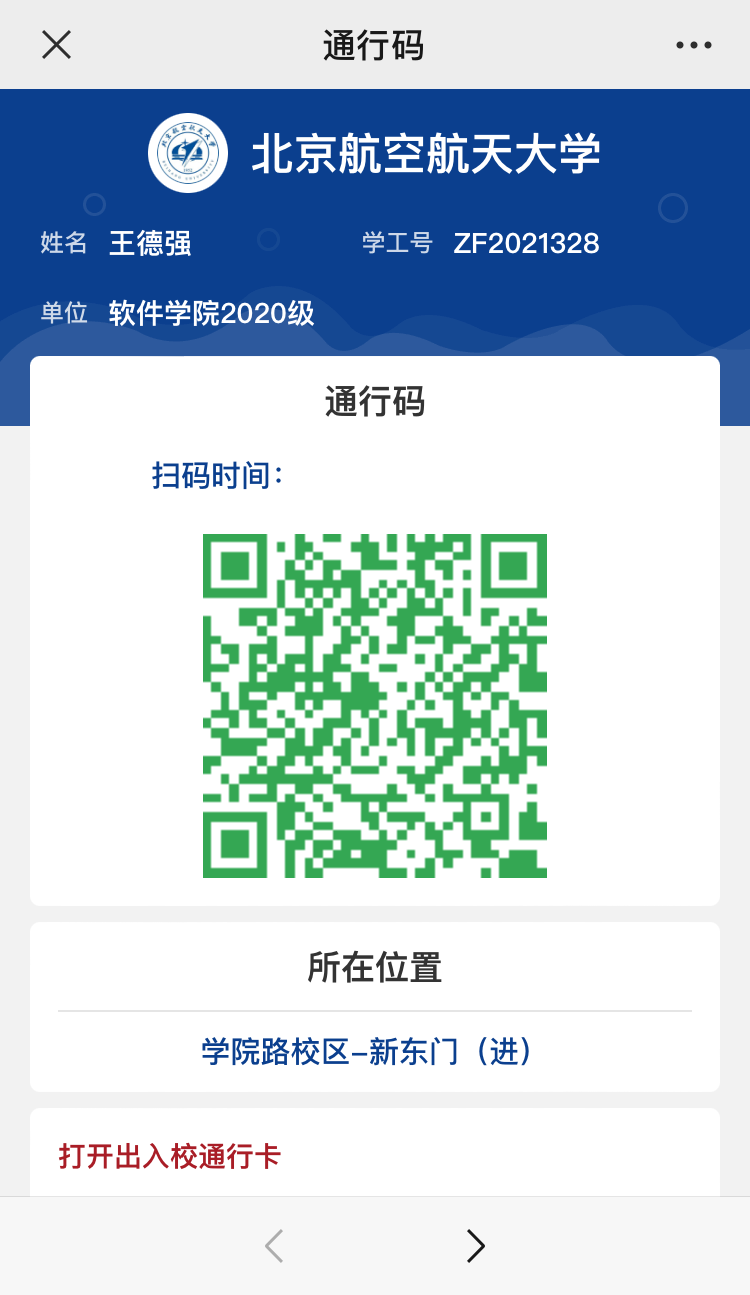 通行码
北京航空航天大学
姓名 王德强 学工号 ZF2021328
单位 软件学院2020级
通行码
扫码时间：
所在位置
学院路校区-新东门（进）
打开出入校通行卡